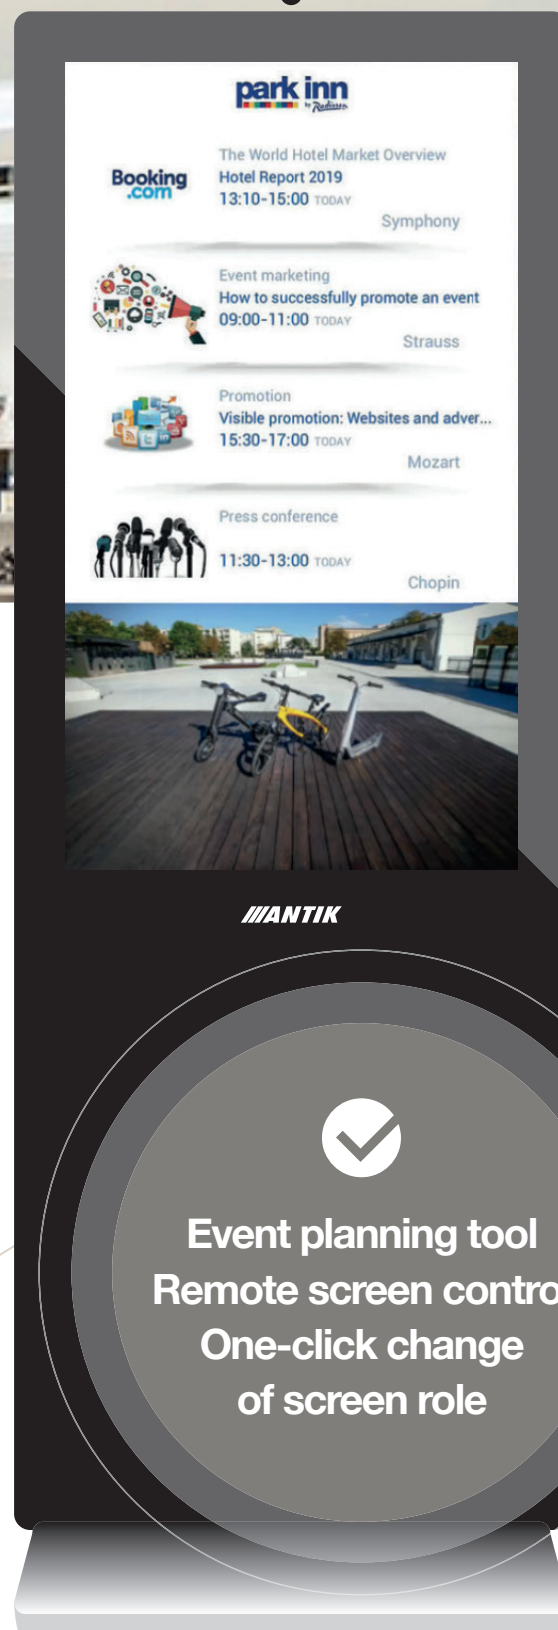 park inn
by Radisson
Booking
.com
The World Hotel Market Overview
Hotel Report 2019
13:10-15:00 TODAY
Symphony
Event marketing
How to successfully promote an event
09:00-11:00 TODAY
Strauss
Promotion
Visible promotion: Websites and adver...
15:30-17:00 TODAY
Mozart
Press conference
11:30-13:00 TODAY
Chopin
ANTIK
Event planning tool
Remote screen contro
One-click change
of screen role